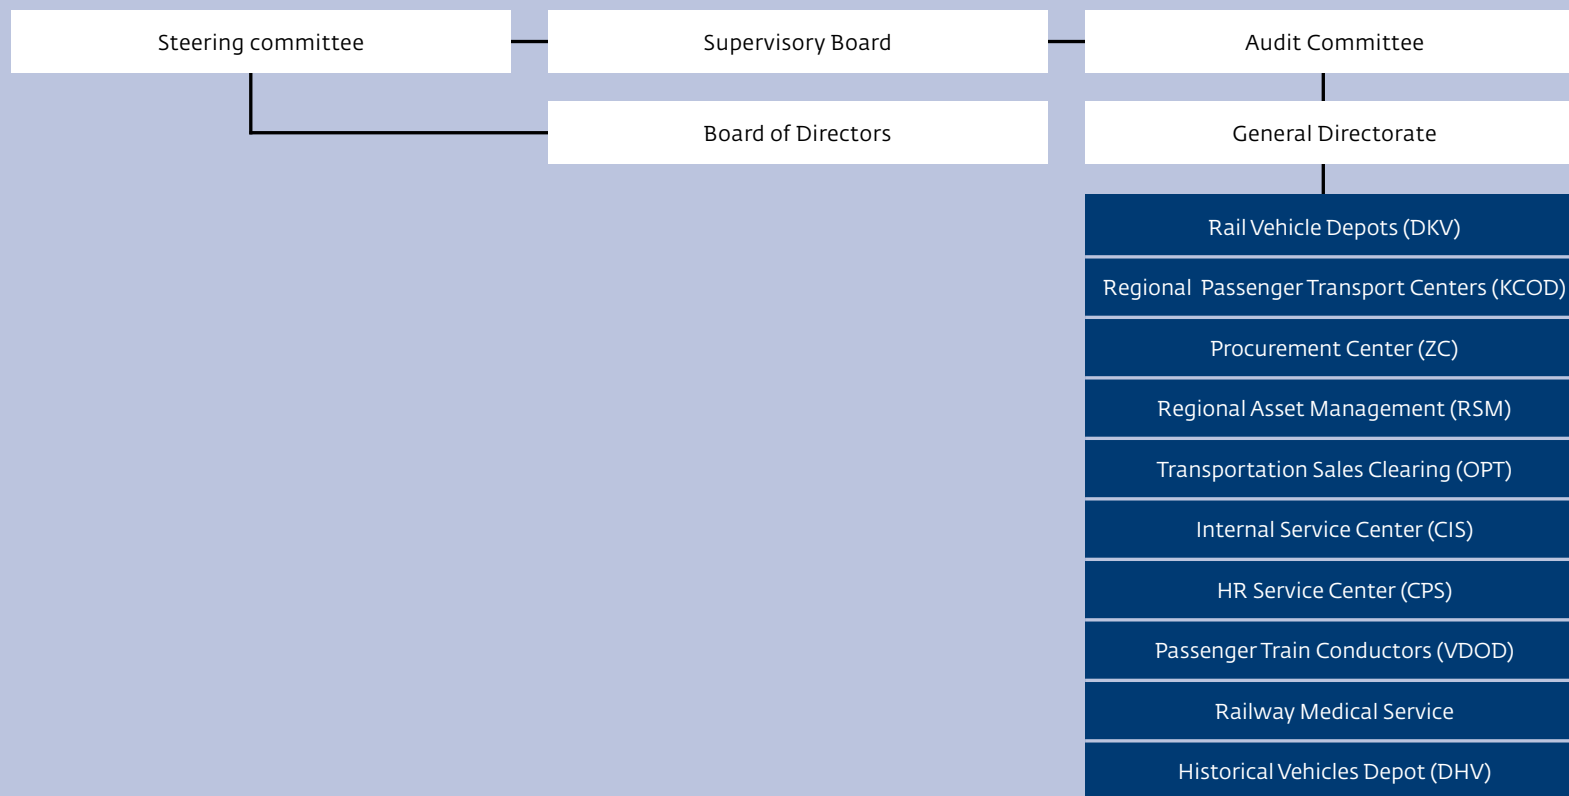 Steering committee
Supervisory Board
Audit Committee
Board of Directors
General Directorate
Rail Vehicle Depots (DKV)
Regional Passenger Transport Centers (KCOD)
Procurement Center (ZC)
Regional Asset Management (RSM)
Transportation Sales Clearing (OPT)
Internal Service Center (CIS)
HR Service Center (CPS)
Passenger Train Conductors (VDOD)
Railway Medical Service
Historical Vehicles Depot (DHV)